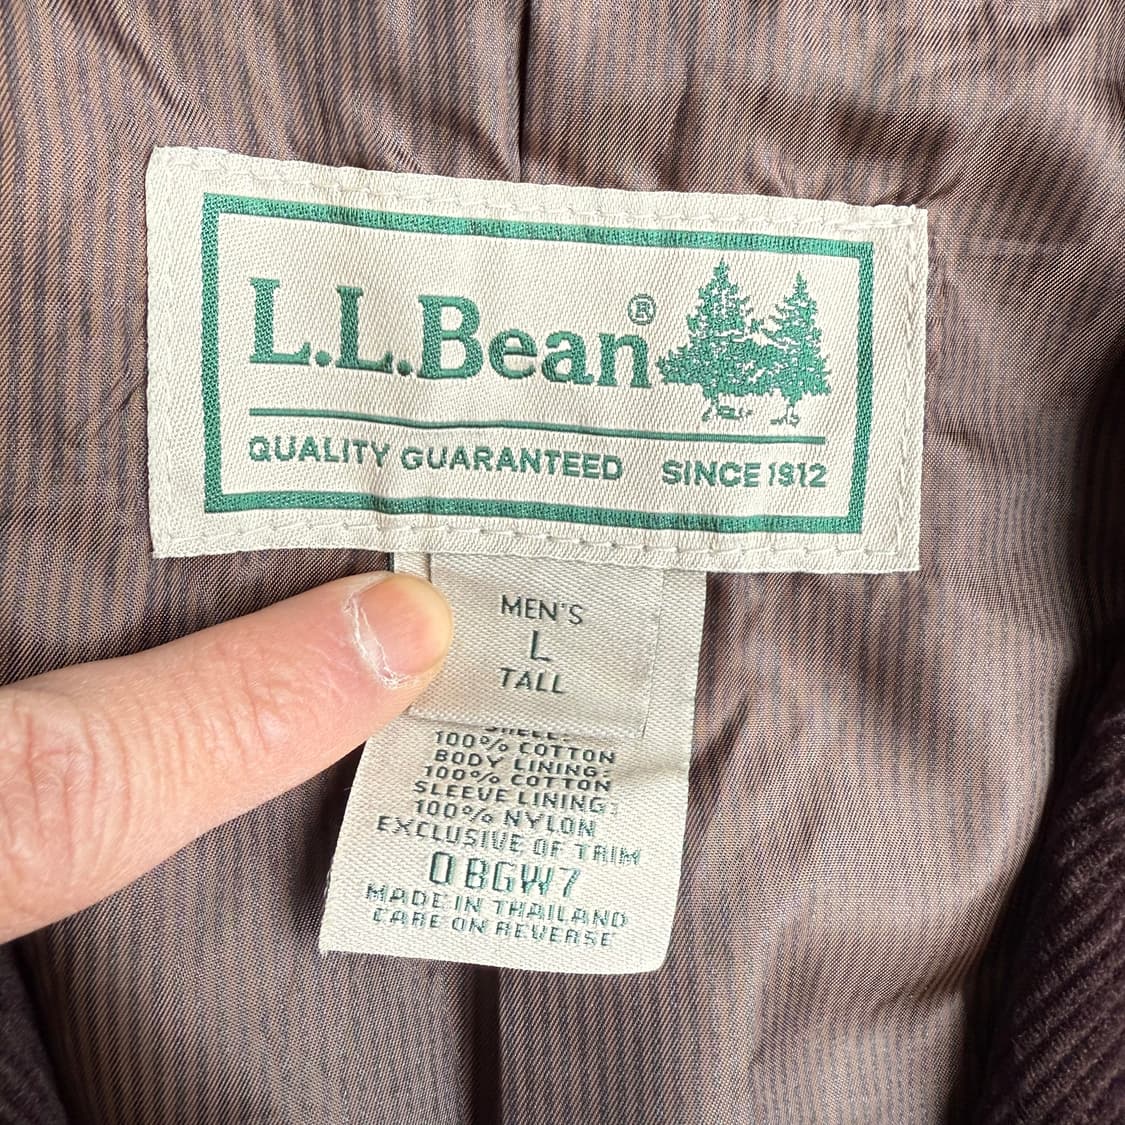 L.L.Bean®
QUALITY GUARANTEED SINCE 1912
MEN'S
L
TALL
SHELL:
100% COTTON
BODY LINING:
100% COTTON
SLEEVE LINING:
100% NYLON
EXCLUSIVE OF TRIM
0BGW7
MADE IN THAILAND
CARE ON REVERSE